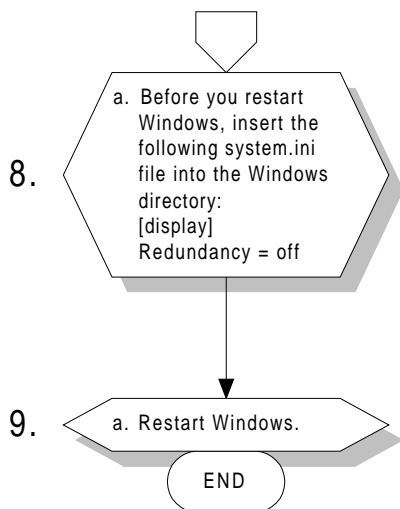 8.
a. Before you restart
Windows, insert the
following system.ini
file into the Windows
directory:
[display]
Redundancy = off
9.
a. Restart Windows.
END